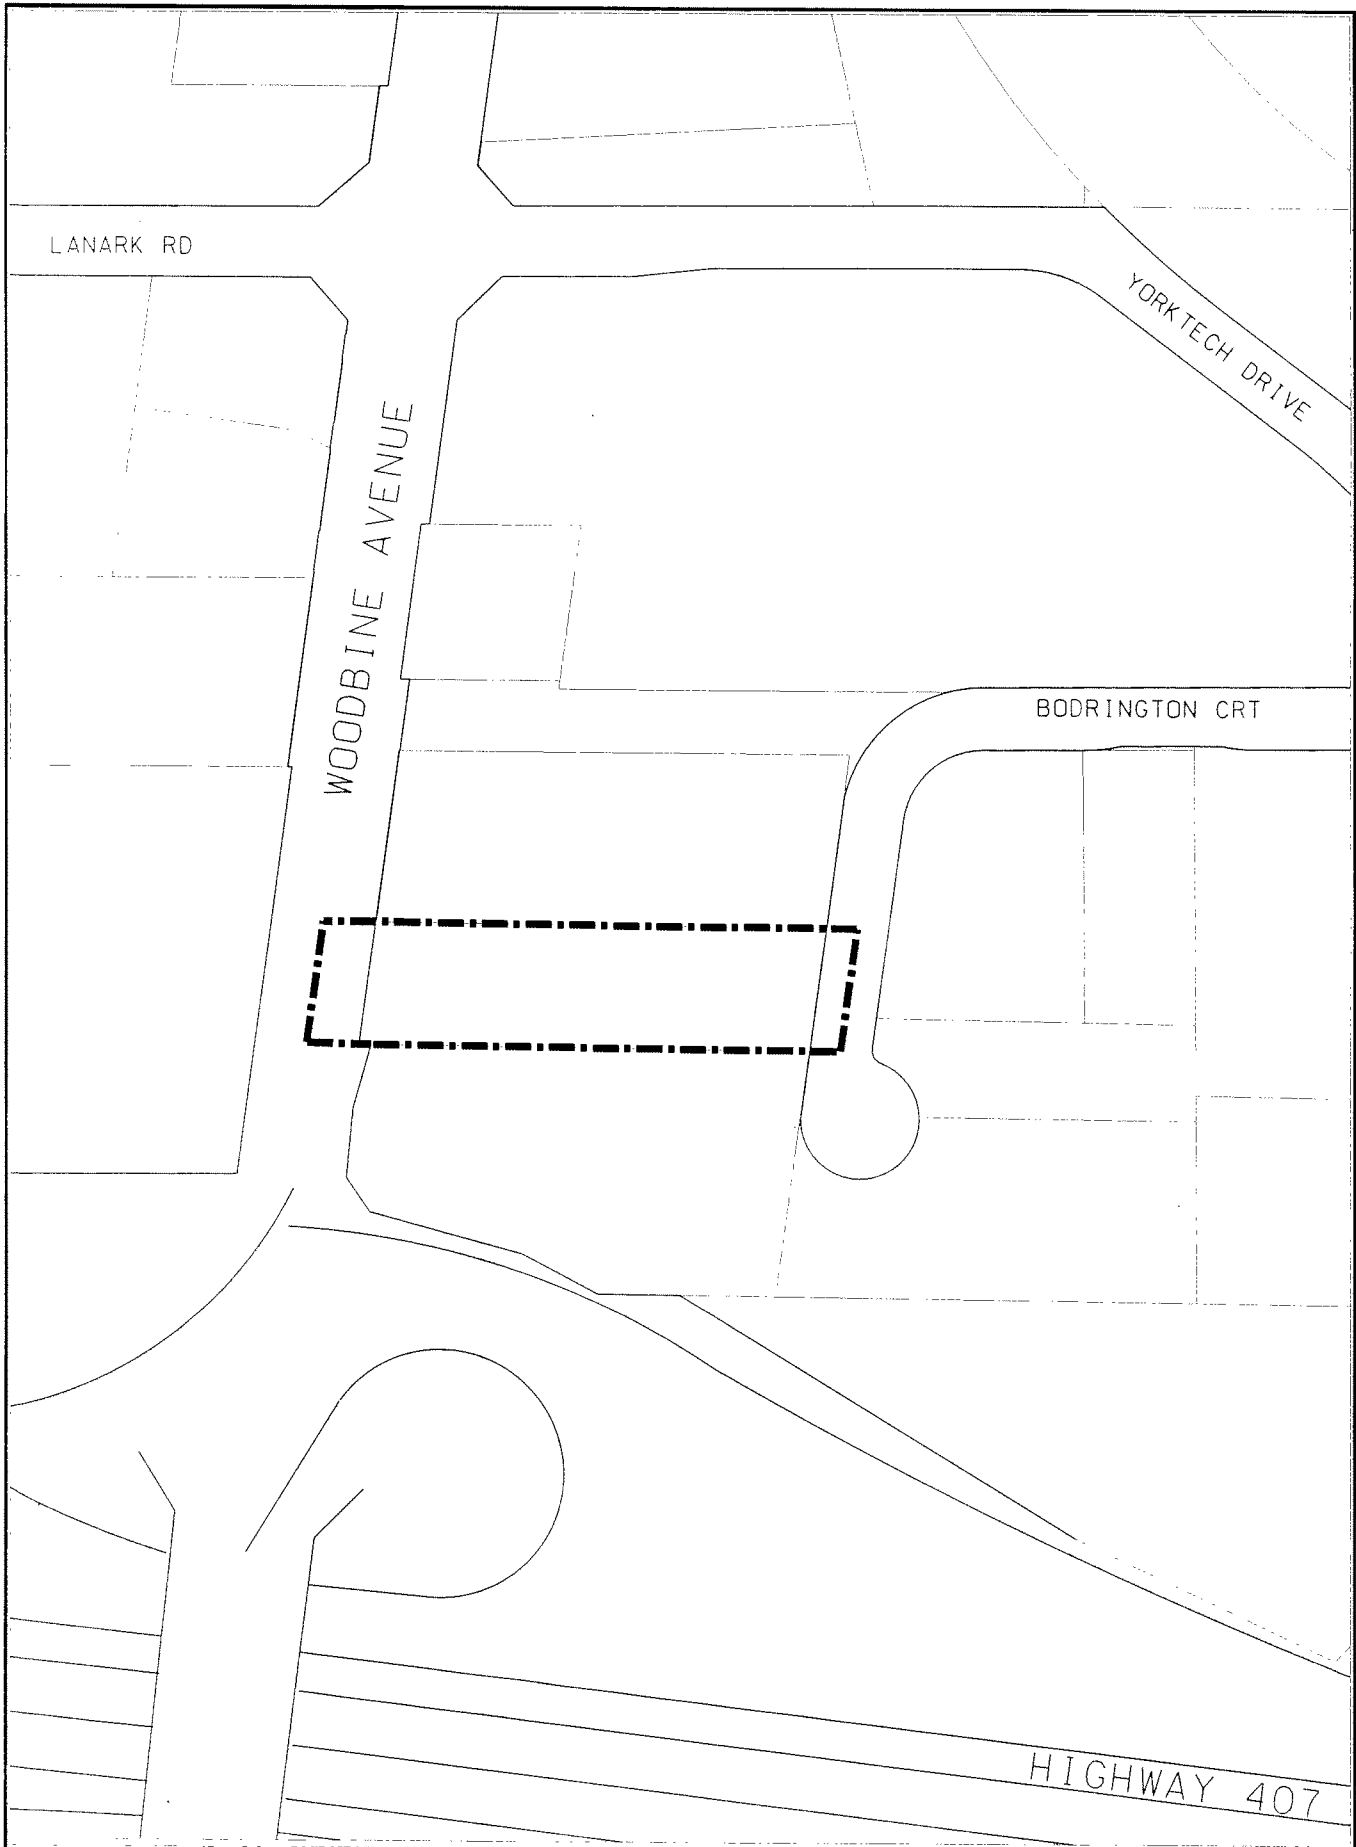 LANARK RD
YORKTECH DRIVE
WOODBINE AVENUE
BODRINGTON CRT
HIGHWAY 407